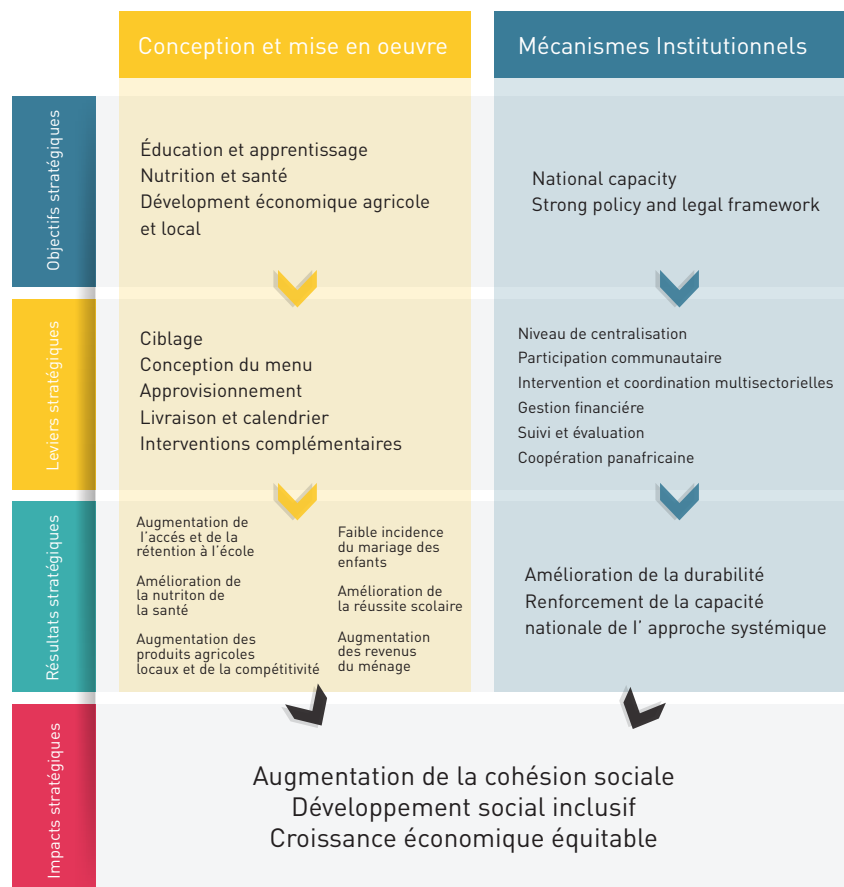 Conception et mise en oeuvre
Mécanismes Institutionnels
Objectifs stratégiques
Éducation et apprentissage
Nutrition et santé
Dévelopment économique agricole
et local
National capacity
Strong policy and legal framework
Leviers stratégiques
Ciblage
Conception du menu
Approvisionnement
Livraison et calendrier
Interventions complémentaires
Niveau de centralisation
Participation communautaire
Intervention et coordination multisectorielles
Gestion financiére
Suivi et évaluation
Coopération panafricaine
Résultats stratégiques
Augmentation de
l'accés et de la
rétention à l'école
Amélioration de
la nutriton de
la santé
Augmentation des
produits agricoles
locaux et de la compétitivité
Faible incidence
du mariage des
enfants
Amélioration de
la réussite scolaire
Augmentation
des revenus
du ménage
Amélioration de la durabilité
Renforcement de la capacité
nationale de l' approche systémique
Impacts stratégiques
Augmentation de la cohésion sociale
Développement social inclusif
Croissance économique équitable